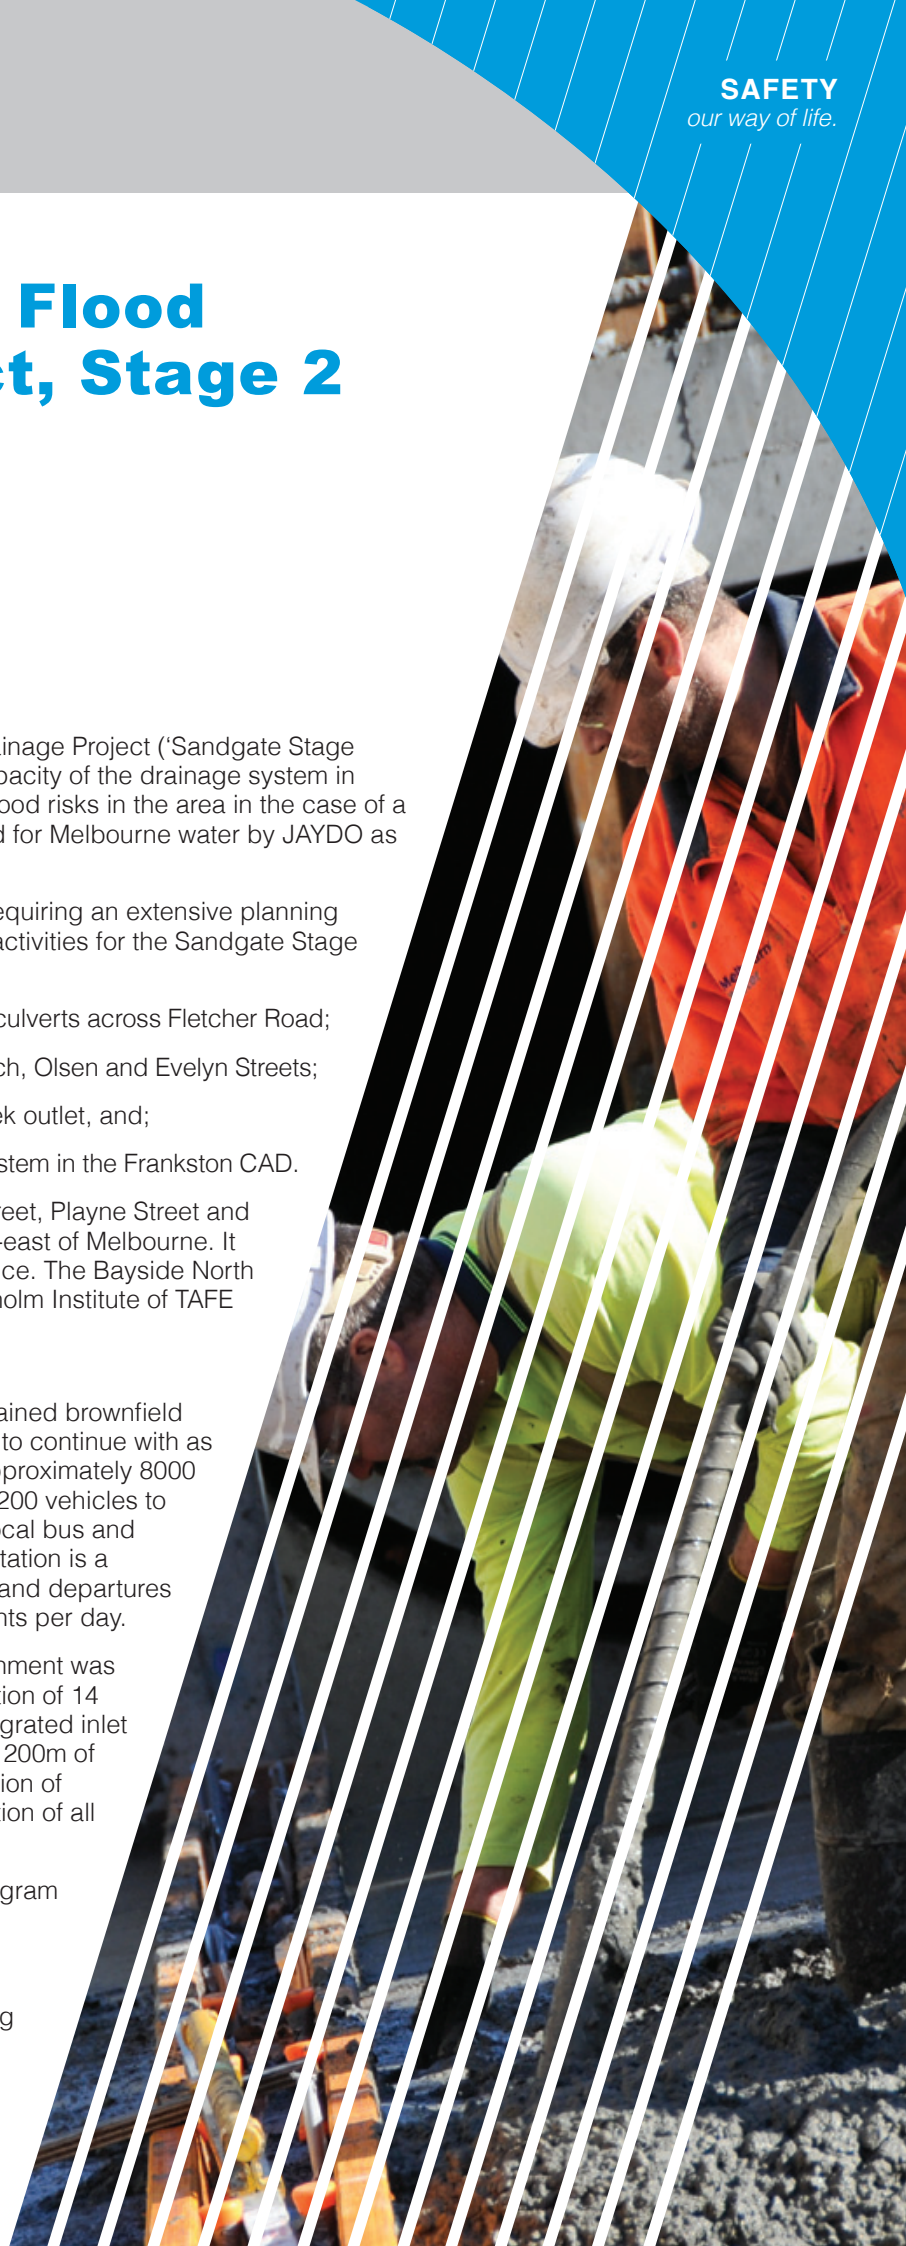 SAFETY
our way of life.
Flood
ct, Stage 2
inage Project (‘Sandgate Stage
pacity of the drainage system in
ood risks in the area in the case of a
d for Melbourne water by JAYDO as
equiring an extensive planning
activities for the Sandgate Stage
culverts across Fletcher Road;
ch, Olsen and Evelyn Streets;
ek outlet, and;
stem in the Frankston CAD.
reet, Playne Street and
-east of Melbourne. It
ice. The Bayside North
holm Institute of TAFE
ained brownfield
to continue with as
pproximately 8000
200 vehicles to
ocal bus and
tation is a
and departures
nts per day.
nment was
tion of 14
grated inlet
200m of
ion of
tion of all
gram
g